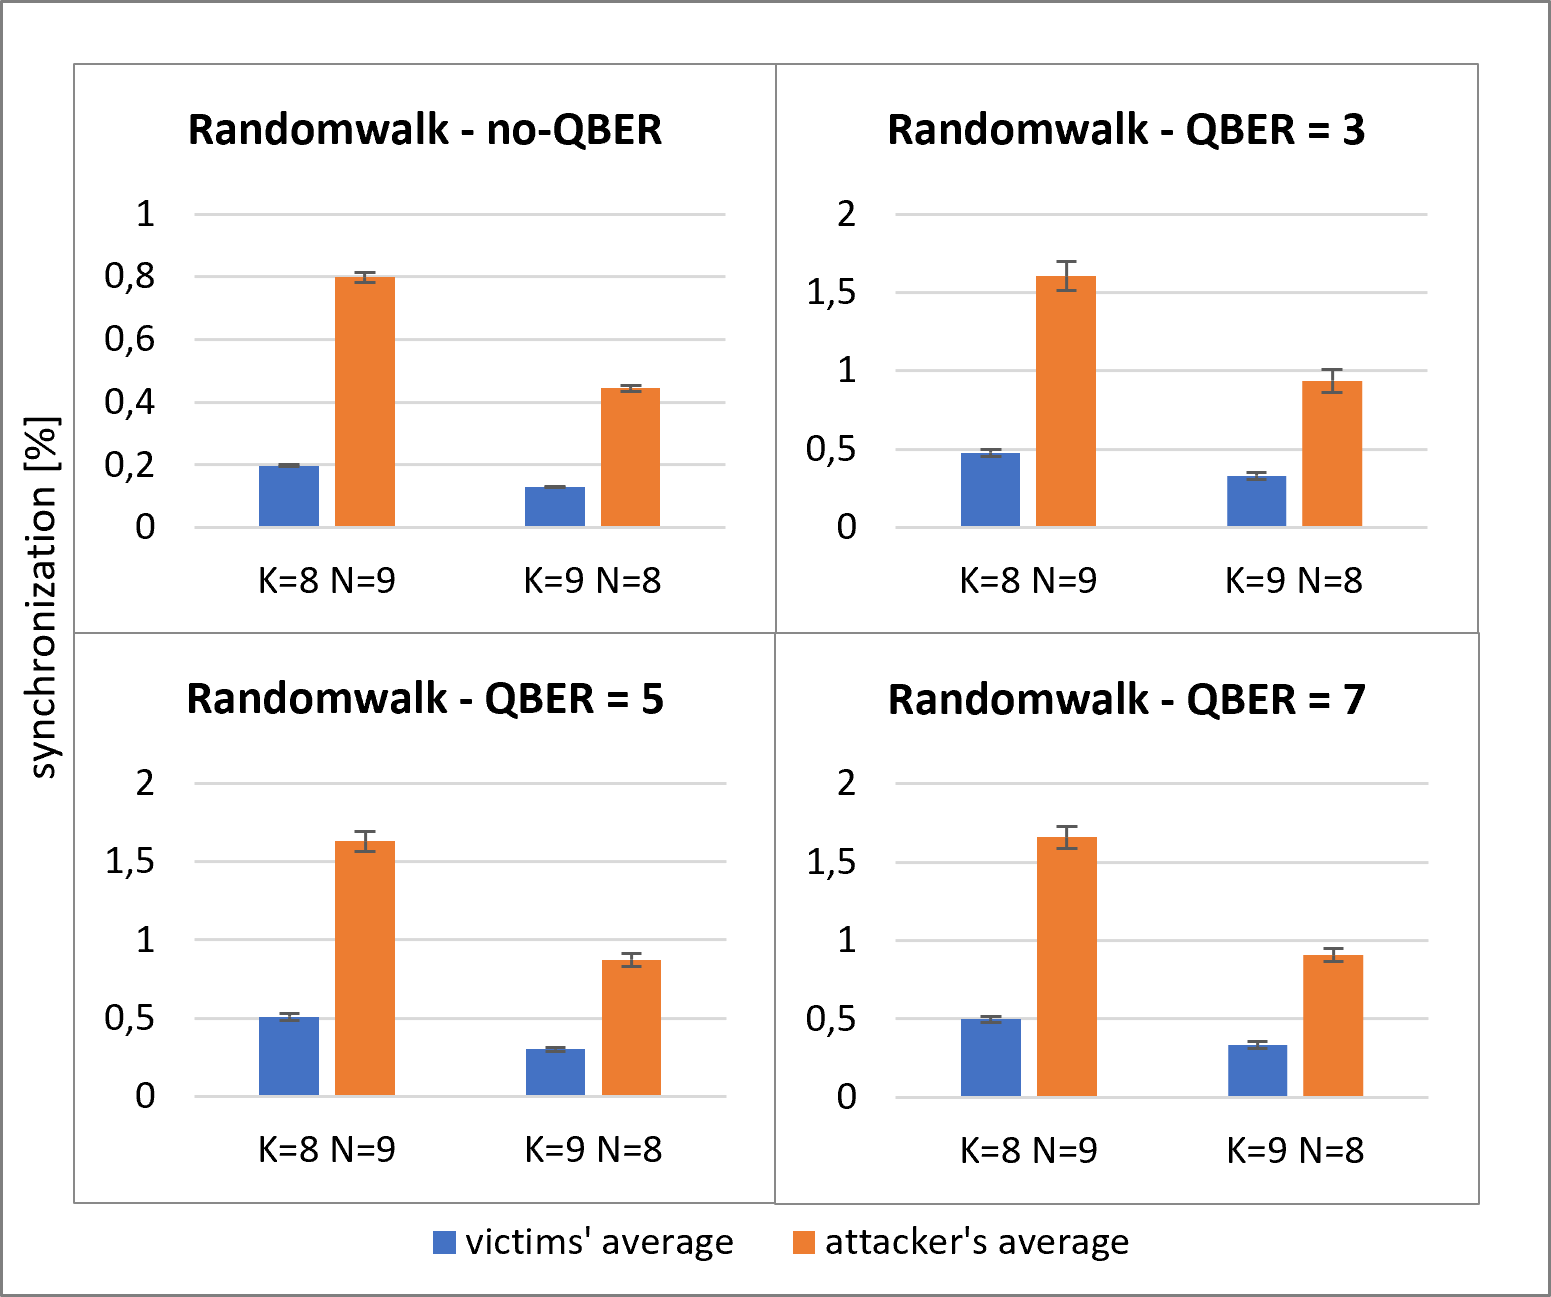 synchronization [%]
Randomwalk - no-QBER
1
0,8
0,6
0,4
0,2
0
K=8 N=9 K=9 N=8
Randomwalk - QBER = 3
2
1,5
1
0,5
0
K=8 N=9 K=9 N=8
Randomwalk - QBER = 5
2
1,5
1
0,5
0
K=8 N=9 K=9 N=8
Randomwalk - QBER = 7
2
1,5
1
0,5
0
K=8 N=9 K=9 N=8
victims' average attacker's average